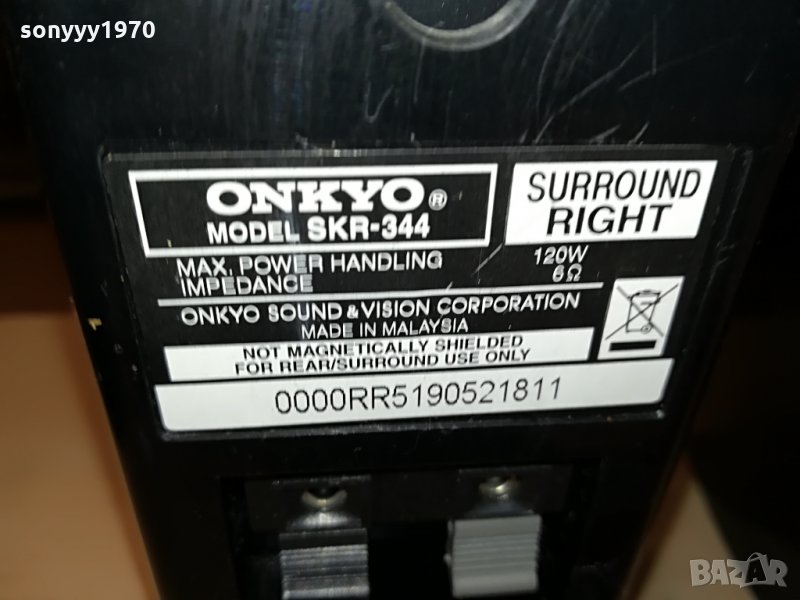 sonyyy1970
ONKYO®
MODEL SKR-344
SURROUND
RIGHT
MAX. POWER HANDLING 120W
IMPEDANCE 6Ω
ONKYO SOUND & VISION CORPORATION
MADE IN MALAYSIA
NOT MAGNETICALLY SHIELDED
FOR REAR/SURROUND USE ONLY
0000RR5190521811
BAZAR